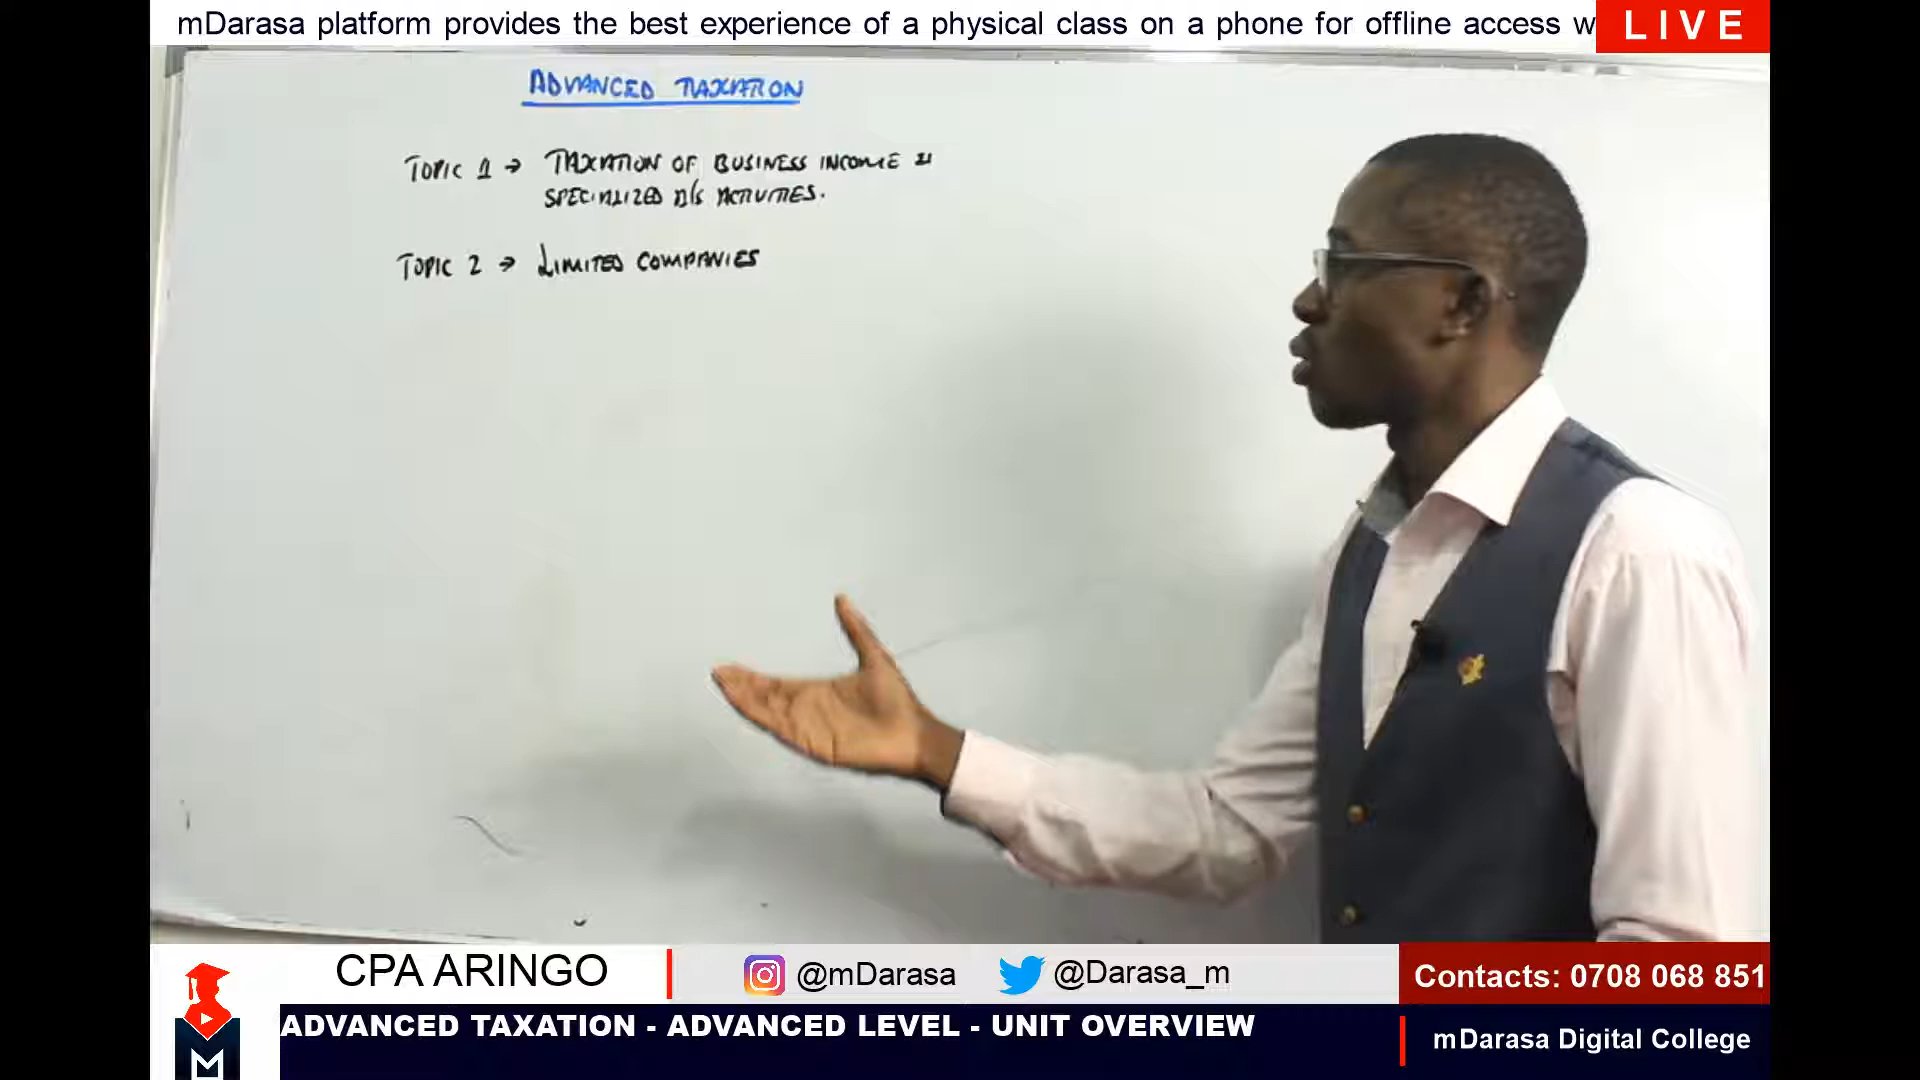 mDarasa platform provides the best experience of a physical class on a phone for offline access w
LIVE
ADVANCED TAXATION
TOPIC 1 → TAXATION OF BUSINESS INCOME &
SPECIALIZED B/S ACTIVITIES.
TOPIC 2 → LIMITED COMPANIES
CPA ARINGO
@mDarasa
@Darasa_m
Contacts: 0708 068 851
M
ADVANCED TAXATION - ADVANCED LEVEL - UNIT OVERVIEW
mDarasa Digital College